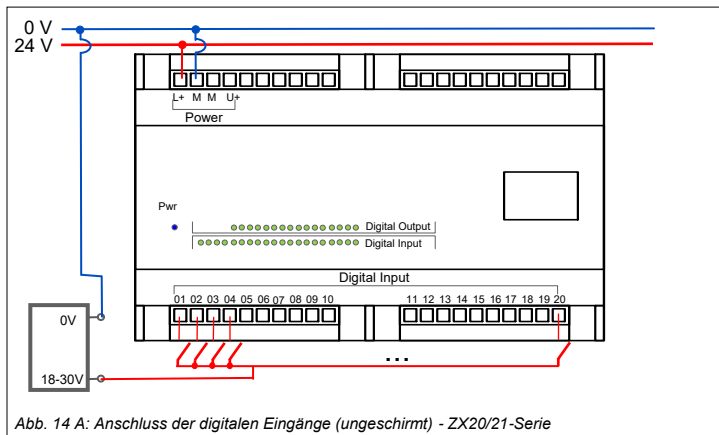 0 V
24 V
L+ M M U+
Power
Pwr
Digital Output
Digital Input
Digital Input
01 02 03 04 05 06 07 08 09 10 11 12 13 14 15 16 17 18 19 20
0V
18-30V
...
Abb. 14 A: Anschluss der digitalen Eingänge (ungeschirmt) - ZX20/21-Serie